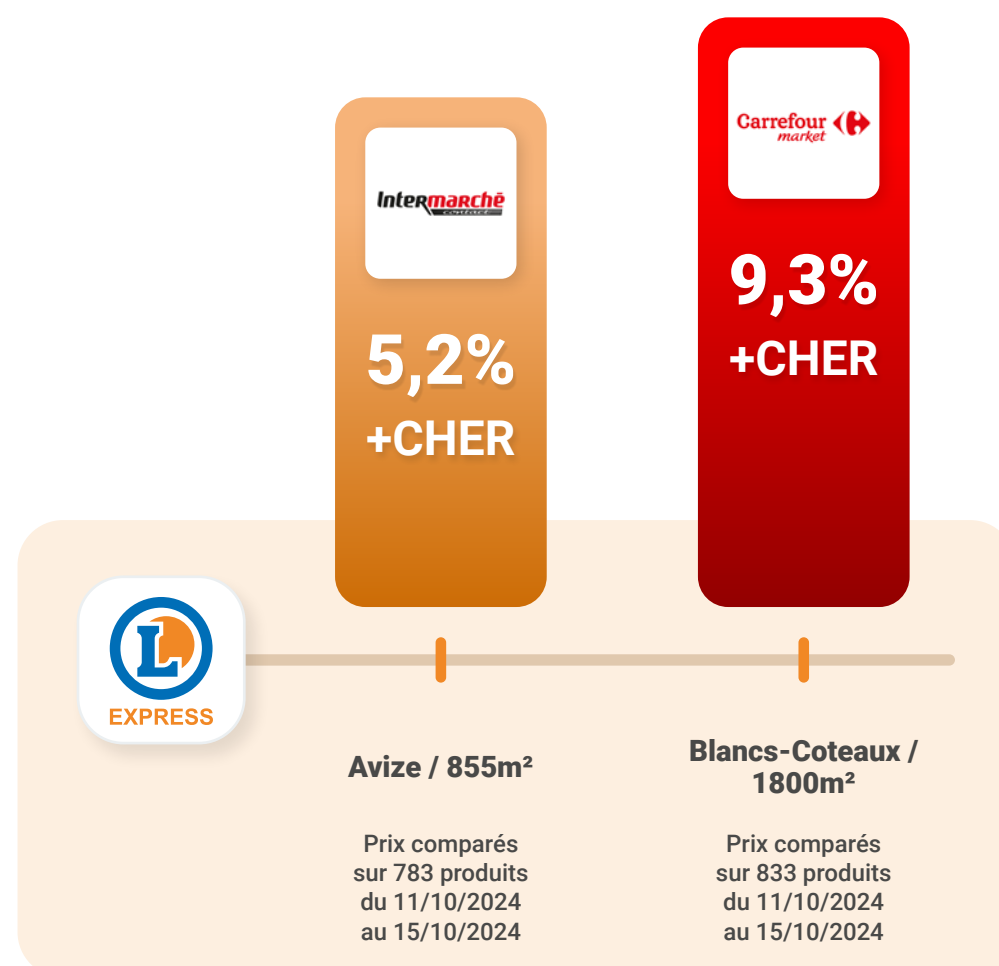 Intermarché
contact
5,2%
+CHER
Carrefour
market
9,3%
+CHER
L
EXPRESS
Avize / 855m²
Prix comparés
sur 783 produits
du 11/10/2024
au 15/10/2024
Blancs-Coteaux /
1800m²
Prix comparés
sur 833 produits
du 11/10/2024
au 15/10/2024